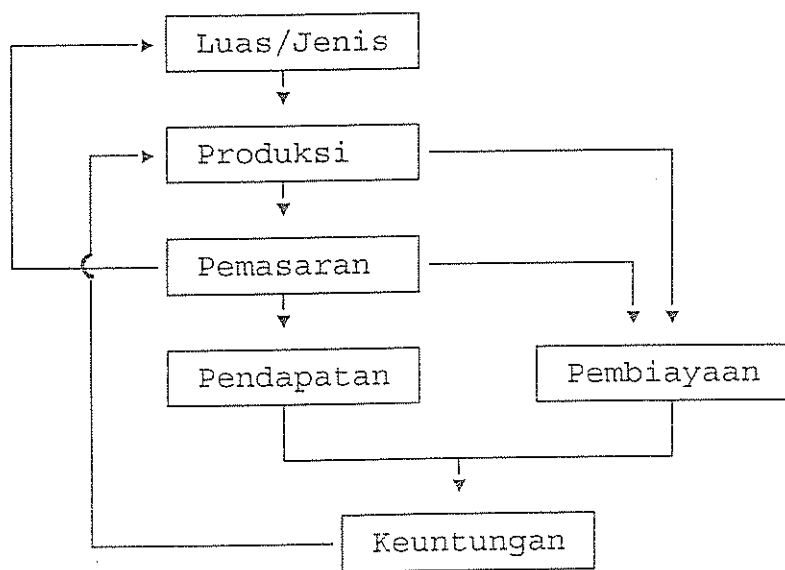 Luas/Jenis
Produksi
Pemasaran
Pendapatan
Pembiayaan
Keuntungan